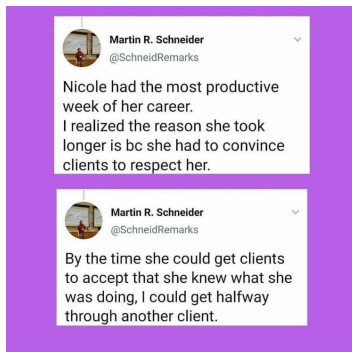 Martin R. Schneider
@SchneidRemarks
Nicole had the most productive
week of her career.
I realized the reason she took
longer is bc she had to convince
clients to respect her.
Martin R. Schneider
@SchneidRemarks
By the time she could get clients
to accept that she knew what she
was doing, I could get halfway
through another client.